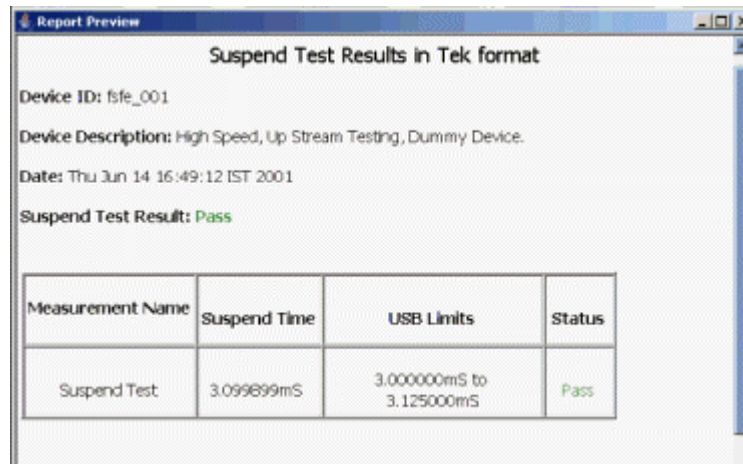 Report Preview
Suspend Test Results in Tek format
Device ID: fsfe_001
Device Description: High Speed, Up Stream Testing, Dummy Device.
Date: Thu Jun 14 16:49:12 IST 2001
Suspend Test Result: Pass
Measurement Name Suspend Time USB Limits Status
Suspend Test 3.099899mS 3.000000mS to 3.125000mS Pass